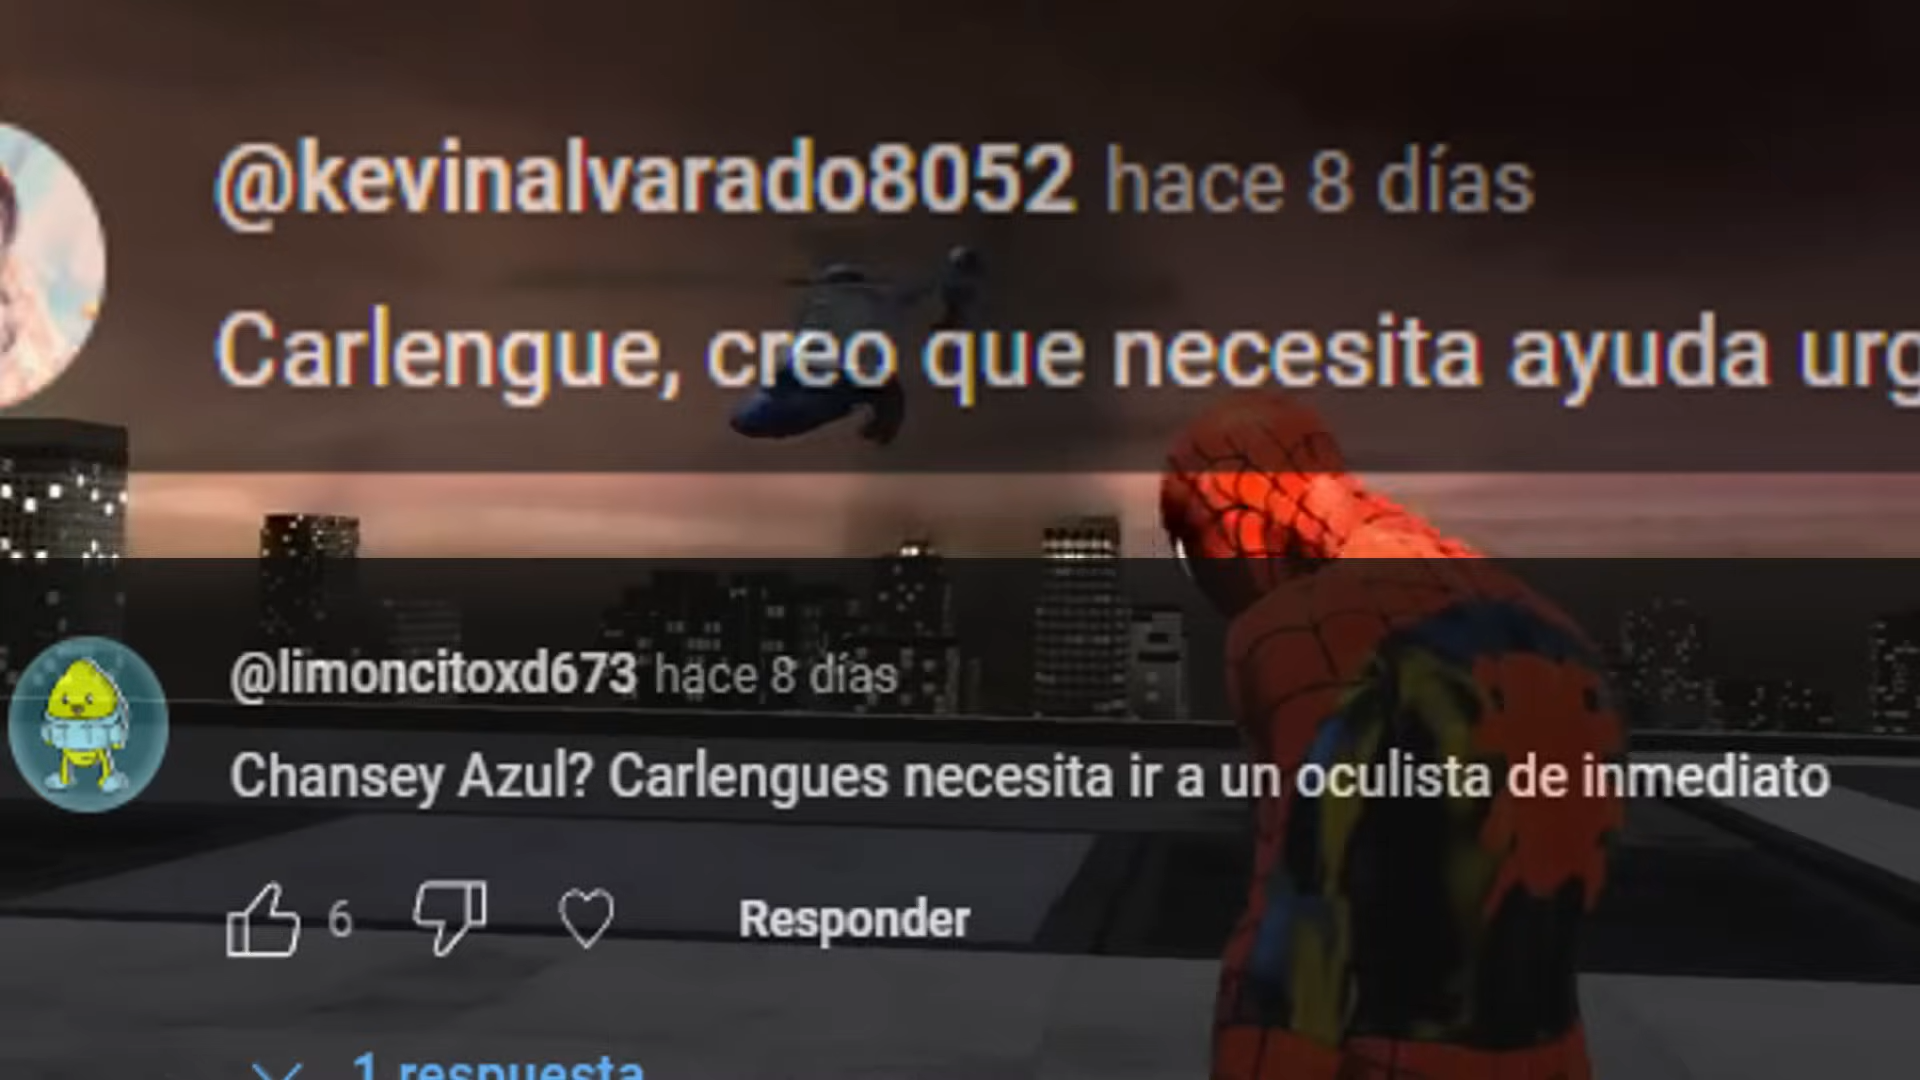 @kevinalvarado8052 hace 8 días
Carlengue, creo que necesita ayuda
@limoncitoxd673 hace 8 días
Chansey Azul? Carlengues necesita ir a un oculista de inmediato
6
Responder
1 respuesta